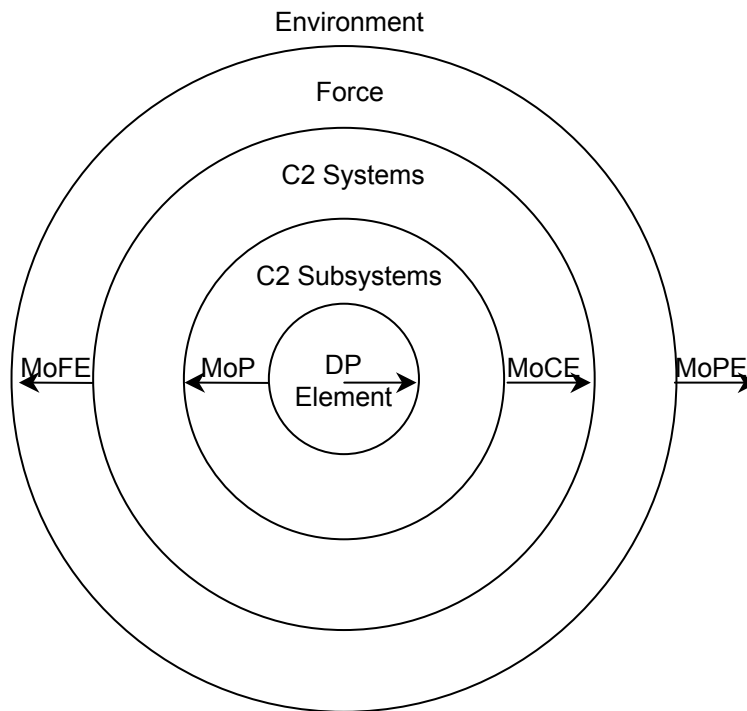 Environment
Force
C2 Systems
C2 Subsystems
MoFE
MoP
DP
Element
MoCE
MoPE